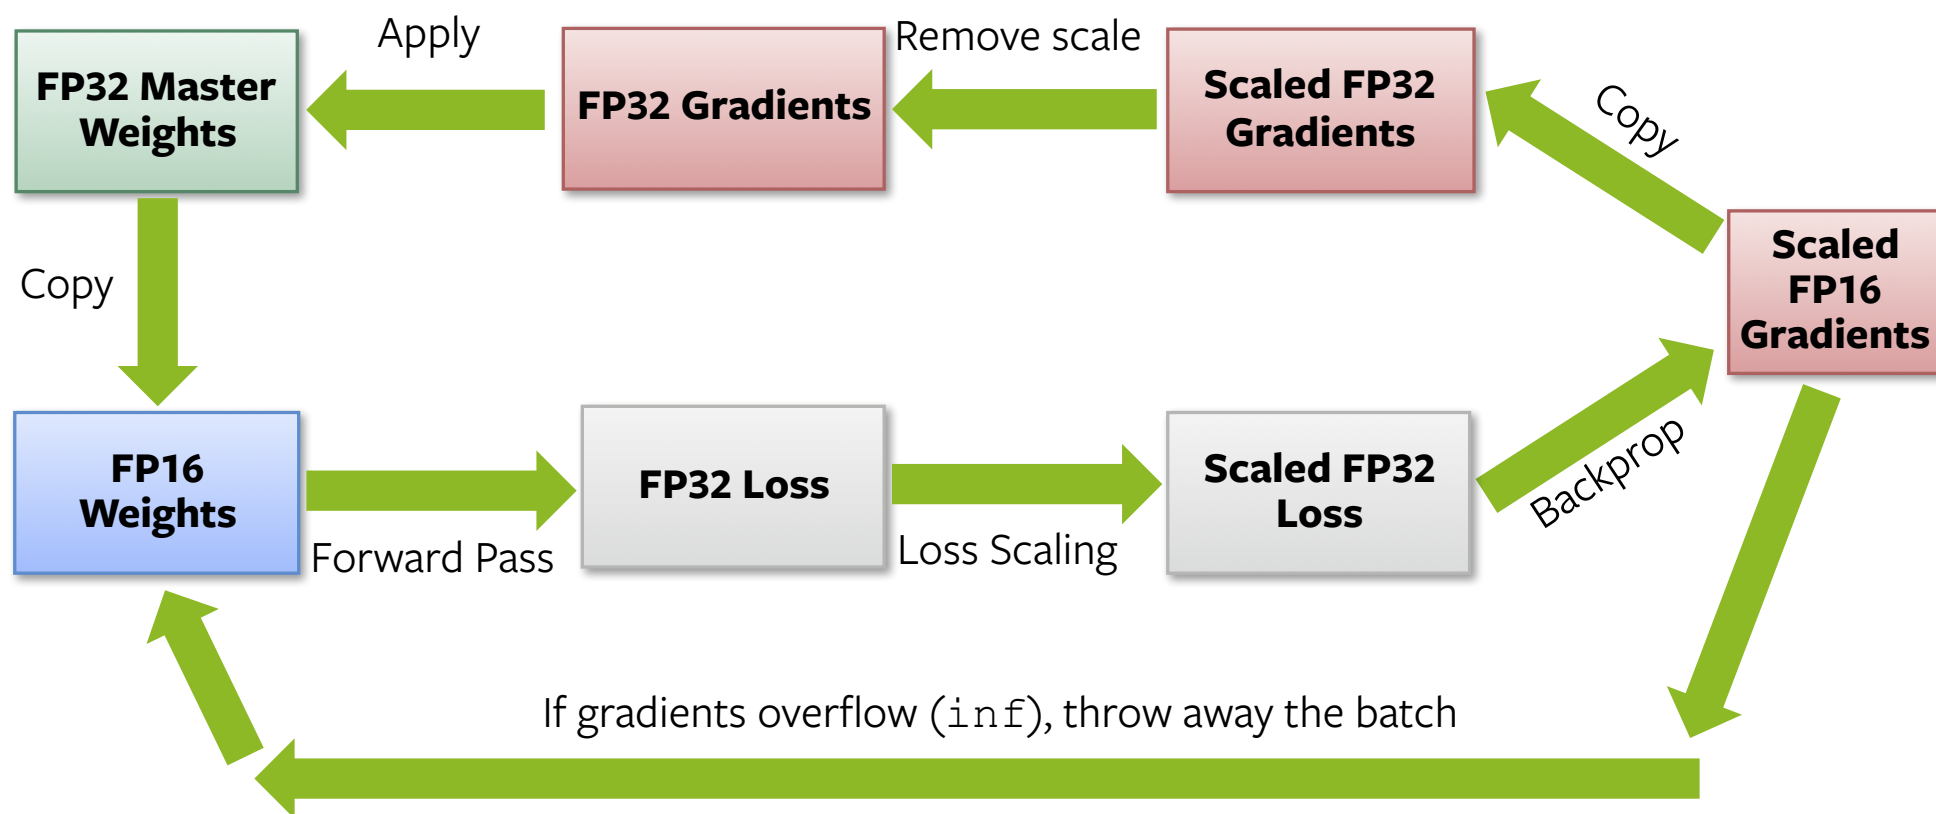 Apply
Remove scale
FP32 Master
Weights
FP32 Gradients
Scaled FP32
Gradients
Copy
Copy
Scaled
FP16
Gradients
FP16
Weights
Forward Pass
FP32 Loss
Loss Scaling
Scaled FP32
Loss
Backprop
If gradients overflow (inf), throw away the batch